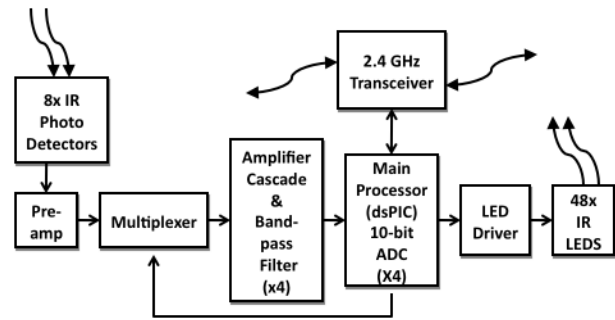 8x IR
Photo
Detectors
Pre-
amp
Multiplexer
Amplifier
Cascade
&
Band-
pass
Filter
(x4)
2.4 GHz
Transceiver
Main
Processor
(dsPIC)
10-bit
ADC
(X4)
LED
Driver
48x
IR
LEDS